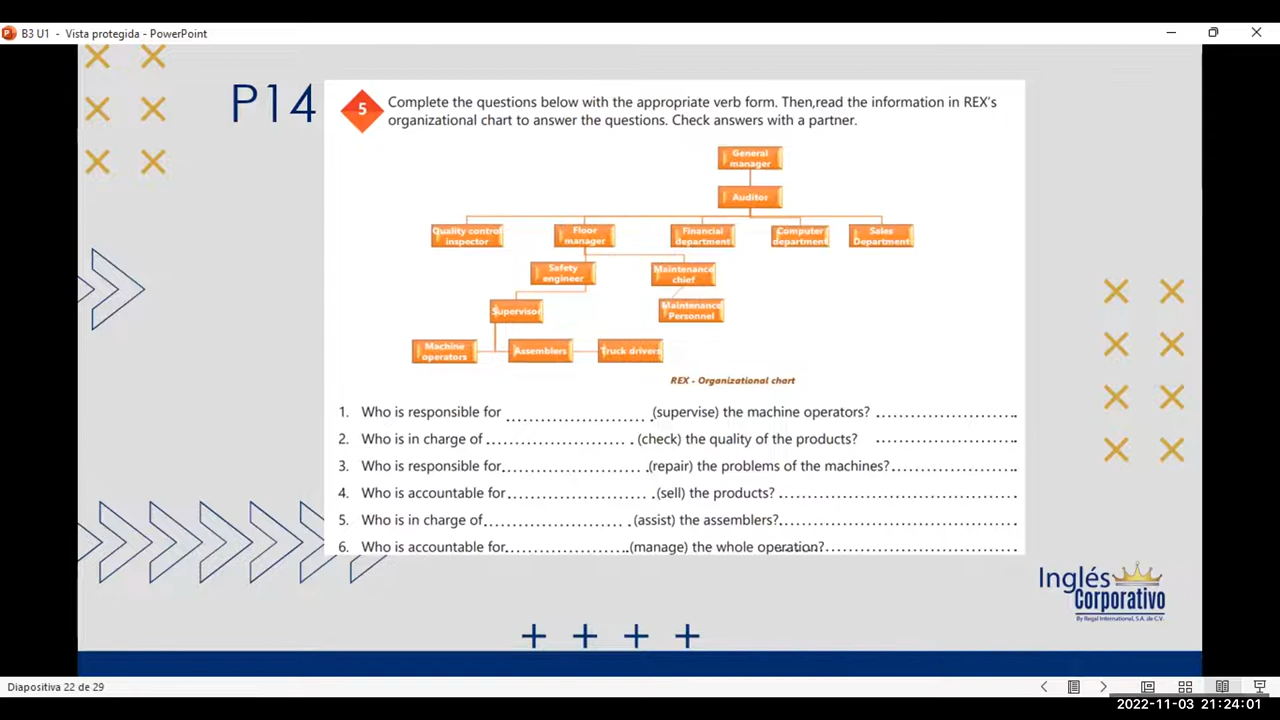 B3 U1 - Vista protegida - PowerPoint
P14
5
Complete the questions below with the appropriate verb form. Then,read the information in REX's
organizational chart to answer the questions. Check answers with a partner.
General
manager
Auditor
Quality control
inspector
Floor
manager
Financial
department
Computer
department
Sales
Department
Safety
engineer
Maintenance
chief
Supervisor
Maintenance
Personnel
Machine
operators
Assemblers
Truck drivers
REX - Organizational chart
1. Who is responsible for ........................ (supervise) the machine operators? ........................
2. Who is in charge of ........................ (check) the quality of the products? ........................
3. Who is responsible for........................ (repair) the problems of the machines?......................
4. Who is accountable for........................ (sell) the products? ........................................
5. Who is in charge of........................ (assist) the assemblers?........................................
6. Who is accountable for...................... (manage) the whole operation?................................
Inglés
Corporativo
By Regal International, S.A. de C.V.
Diapositiva 22 de 29
2022-11-03 21:24:01